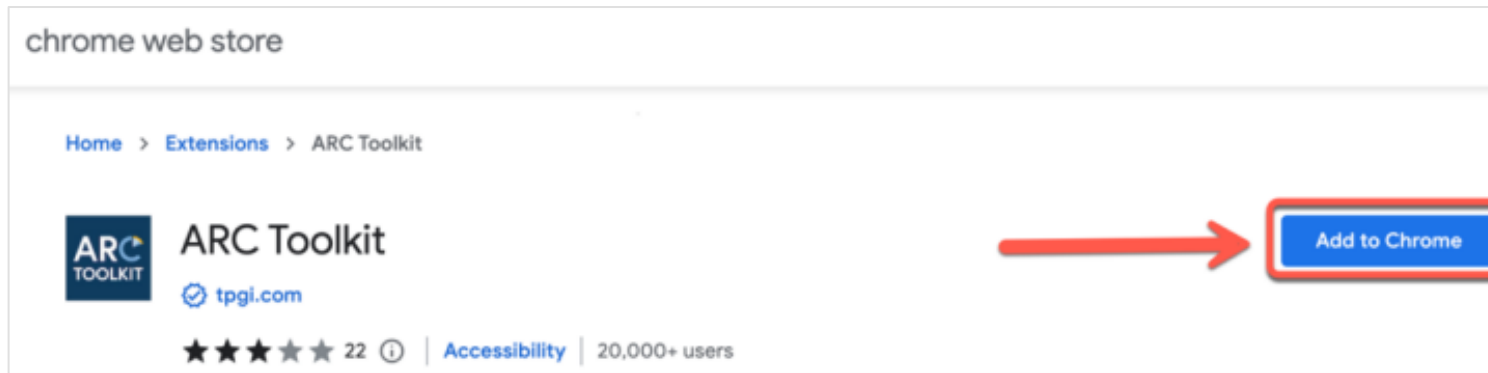 chrome web store
Home > Extensions > ARC Toolkit
ARC TOOLKIT
ARC Toolkit
Add to Chrome
tpgi.com
22 | Accessibility | 20,000+ users